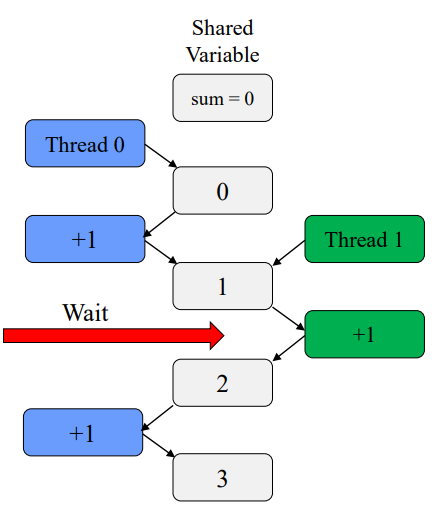 Shared
Variable
sum = 0
Thread 0
0
+1
Thread 1
1
Wait
+1
2
+1
3